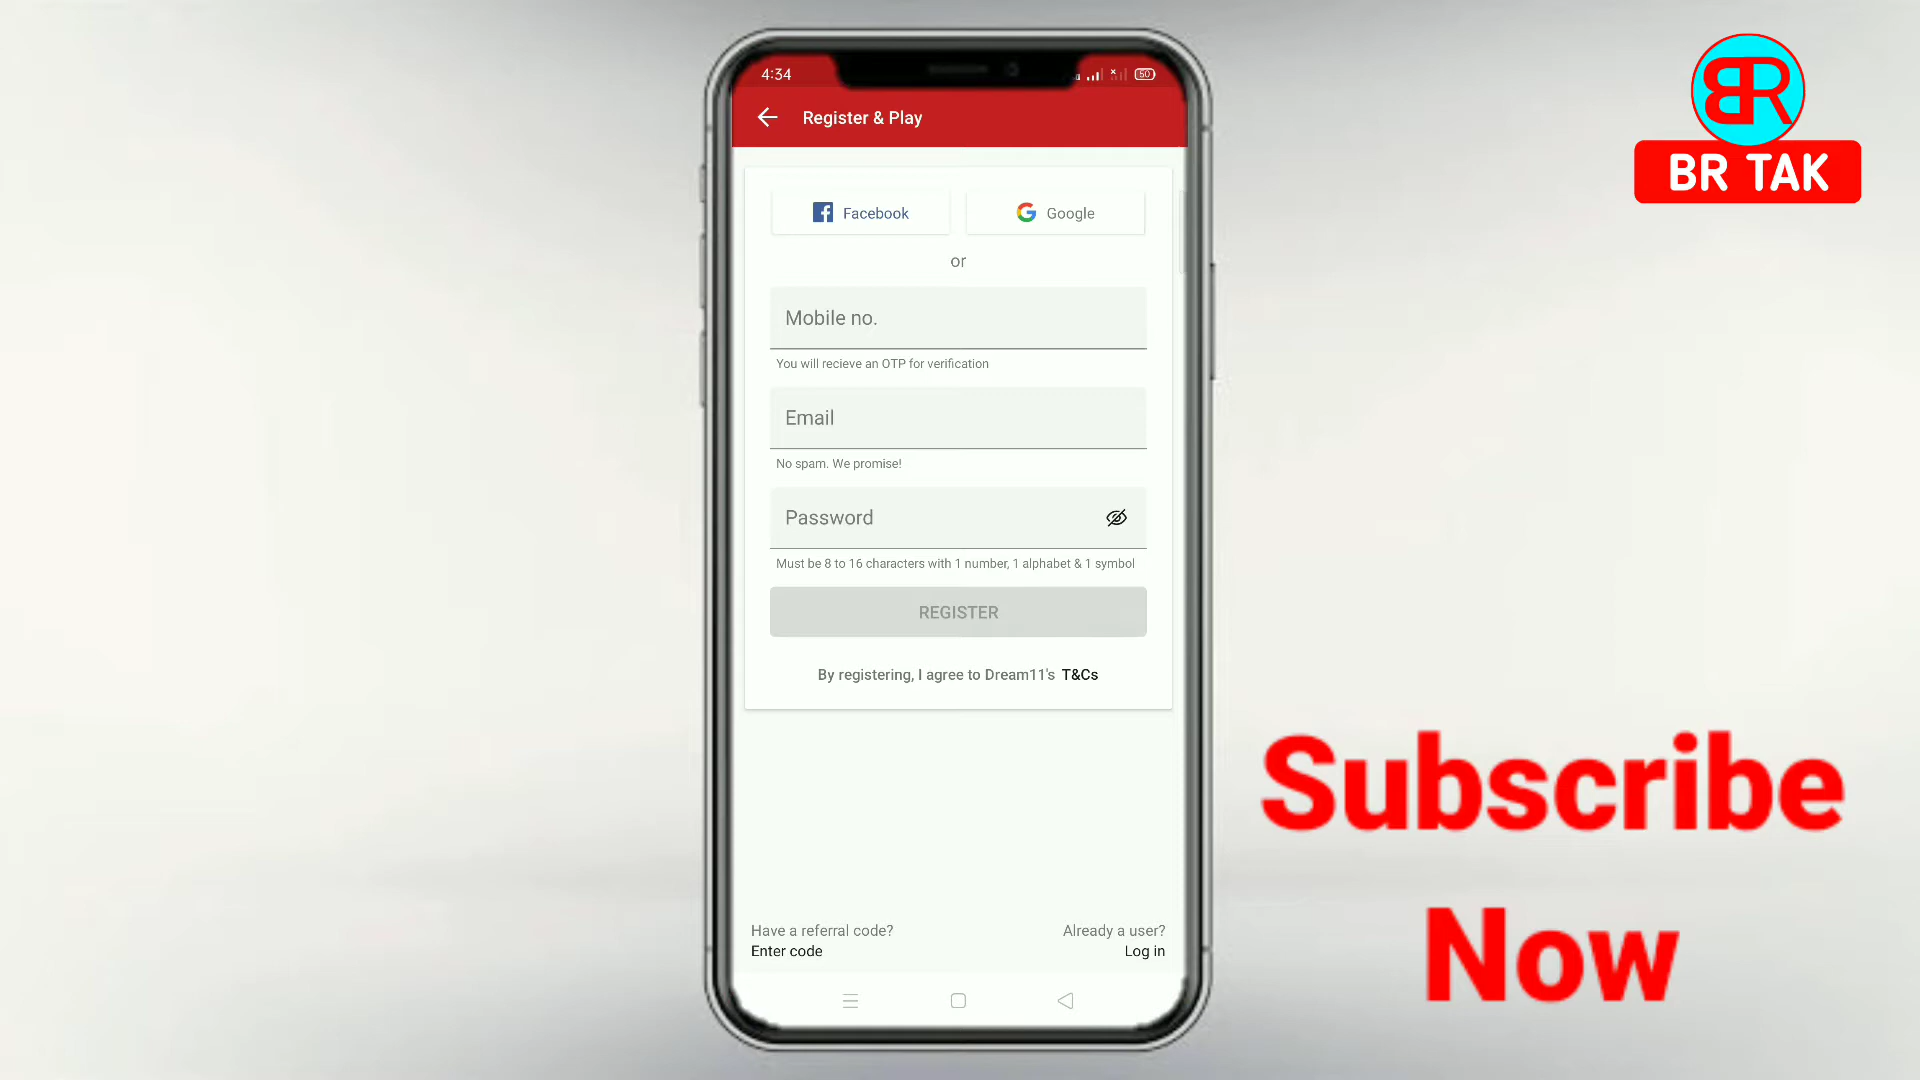 4:34
50
Register & Play
Facebook
Google
or
Mobile no.
You will recieve an OTP for verification
Email
No spam. We promise!
Password
Must be 8 to 16 characters with 1 number, 1 alphabet & 1 symbol
REGISTER
By registering, I agree to Dream11's T&Cs
Have a referral code?
Already a user?
Enter code
Log in
BR
BR TAK
Subscribe
Now